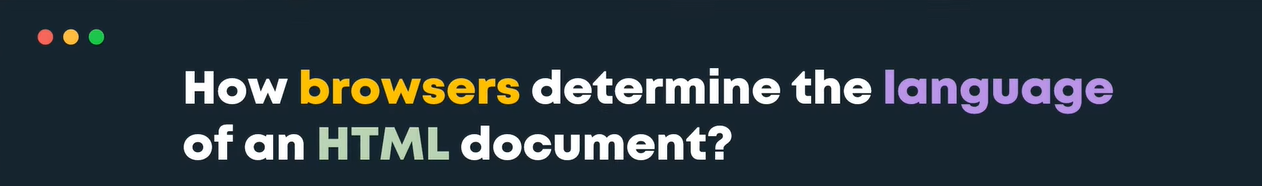 How browsers determine the language
of an HTML document?